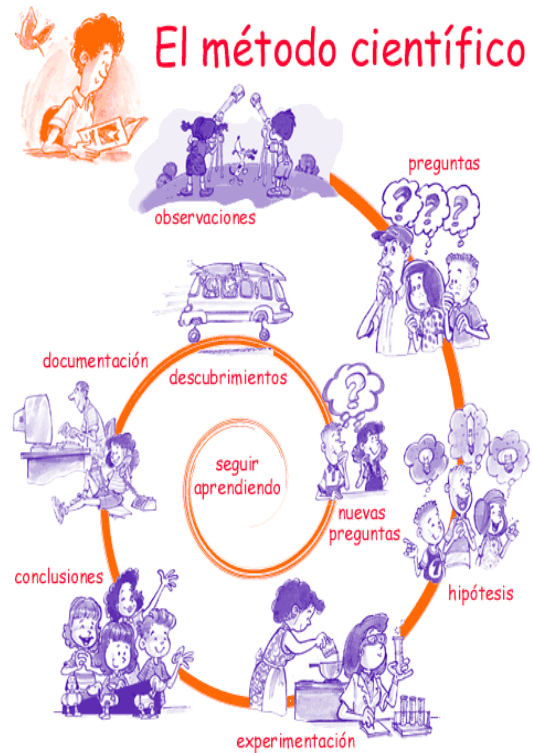 El método científico
observaciones
preguntas
hipótesis
experimentación
conclusiones
documentación
descubrimientos
nuevas
preguntas
seguir
aprendiendo